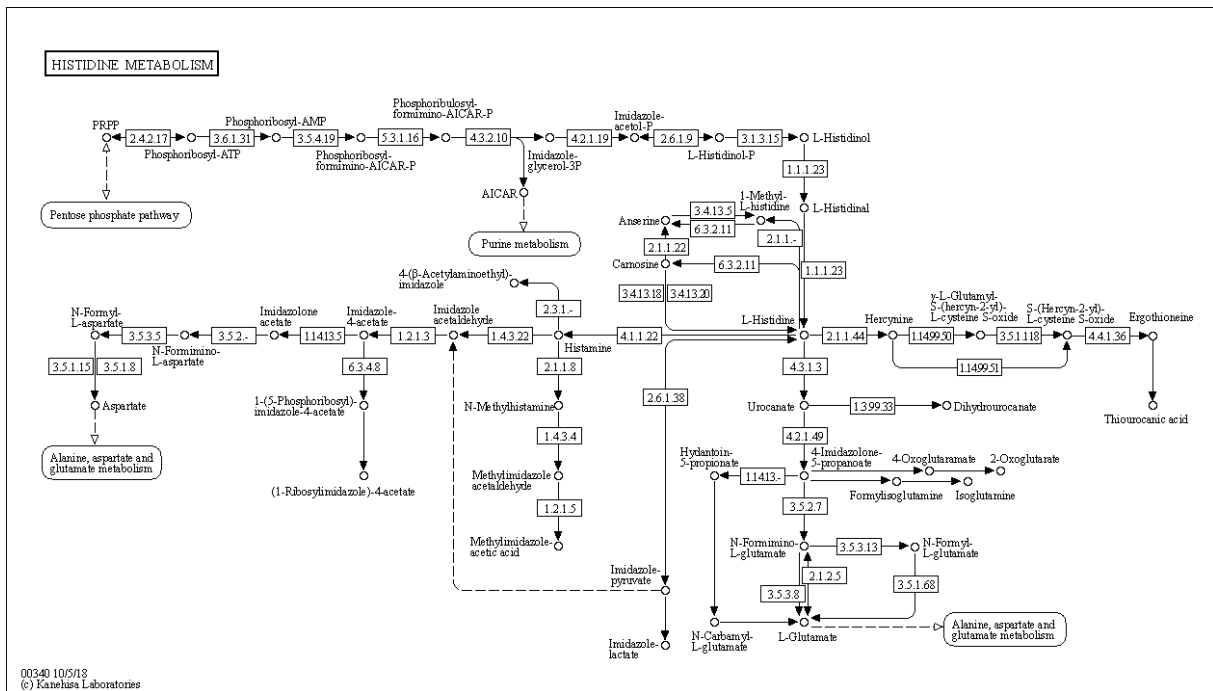 HISTIDINE METABOLISM
Phosphoribulosyl-
formimino-AICAR-P
Phosphoribosyl-AMP
PRPP
Imidazole-
acetol-P
2.4.2.17
3.6.1.31
3.5.4.19
5.3.1.16
4.3.2.10
4.2.1.19
2.6.1.9
3.1.3.15
L-Histidinol
Phosphoribosyl-ATP
Phosphoribosyl-
formimino-AICAR-P
Imidazole-
glycerol-3P
L-Histidinol-P
1.1.1.23
AICAR
1-Methyl-
L-histidine
L-Histidinal
Pentose phosphate pathway
Purine metabolism
Anserine
3.4.13.5
6.3.2.11
2.1.1.22
2.1.1.-
Carnosine
6.3.2.11
1.1.1.23
4-(β-Acetylaminoethyl)-
imidazole
3.4.13.18
3.4.13.20
2.3.1.-
N-Formyl-
L-aspartate
Imidazolone
acetate
Imidazole-
4-acetate
Imidazole
acetaldehyde
L-Histidine
Hercynine
γ-L-Glutamyl-
S-(hercyn-2-yl)-
L-cysteine S-oxide
S-(Hercyn-2-yl)-
L-cysteine S-oxide
Ergothioneine
3.5.3.5
3.5.2.-
1.14.13.5
1.2.1.3
1.4.3.22
4.1.1.22
2.1.1.44
1.14.99.50
3.5.1.118
4.4.1.36
N-Formimino-
L-aspartate
Histamine
3.5.1.15
3.5.1.8
6.3.4.8
2.1.1.8
4.3.1.3
1.14.99.51
2.6.1.38
Aspartate
1-(5-Phosphoribosyl)-
imidazole-4-acetate
N-Methylhistamine
Urocanate
1.3.99.33
Dihydrourocanate
Thiourocanic acid
1.4.3.4
4.2.1.49
Alanine, aspartate and
glutamate metabolism
Hydantoin-
5-propionate
4-Imidazolone-
5-propanoate
4-Oxoglutaramate
2-Oxoglutarate
(1-Ribosylimidazole)-4-acetate
Methylimidazole
acetaldehyde
1.14.13.-
Formylisoglutamine
Isoglutamine
1.2.1.5
3.5.2.7
Methylimidazole-
acetic acid
N-Formimino-
L-glutamate
3.5.3.13
N-Formyl-
L-glutamate
Imidazole-
pyruvate
2.1.2.5
3.5.3.8
3.5.1.68
Imidazole-
lactate
N-Carbamyl-
L-glutamate
L-Glutamate
Alanine, aspartate and
glutamate metabolism
00340 10/5/18
(c) Kanehisa Laboratories